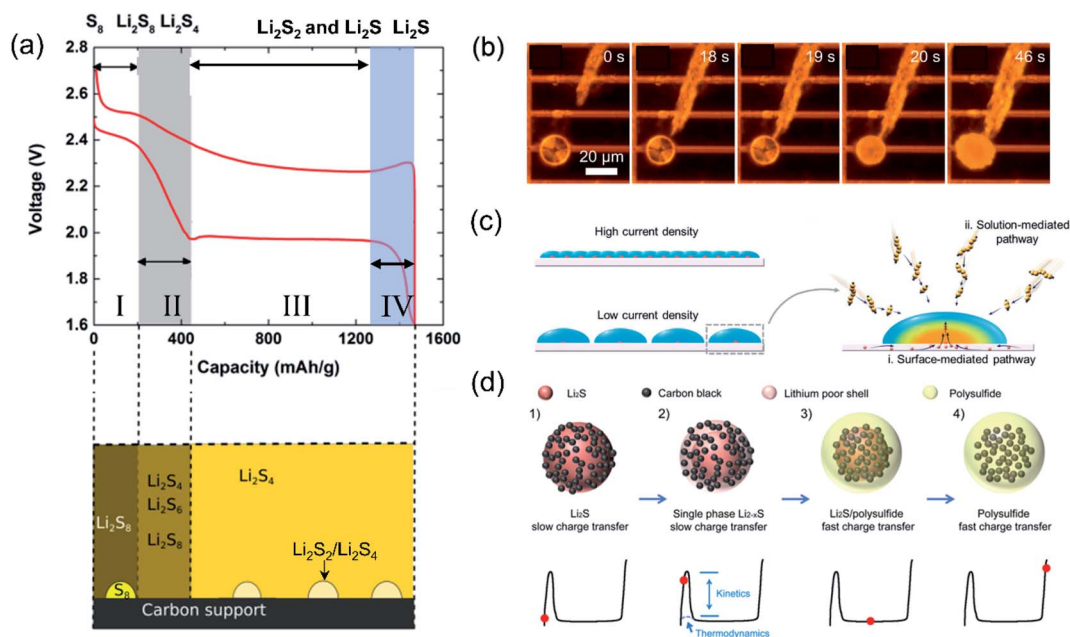 (a)
S₈ Li₂S₈ Li₂S₄
Li₂S₂ and Li₂S Li₂S
2.8
2.6
2.4
2.2
2.0
1.8
1.6
Voltage (V)
I II III IV
0 400 800 1200 1600
Capacity (mAh/g)
Li₂S₈
Li₂S₄
Li₂S₆
Li₂S₈
Li₂S₄
Li₂S₂/Li₂S₄
S₈
Carbon support
(b)
0 s 18 s 19 s 20 s 46 s
20 µm
(c)
High current density
Low current density
ii. Solution-mediated
pathway
i. Surface-mediated pathway
(d)
Li₂S Carbon black Lithium poor shell Polysulfide
1) 2) 3) 4)
Li₂S
slow charge transfer
Single phase Li₂₋ₓS
slow charge transfer
Li₂S/polysulfide
fast charge transfer
Polysulfide
fast charge transfer
Kinetics
Thermodynamics